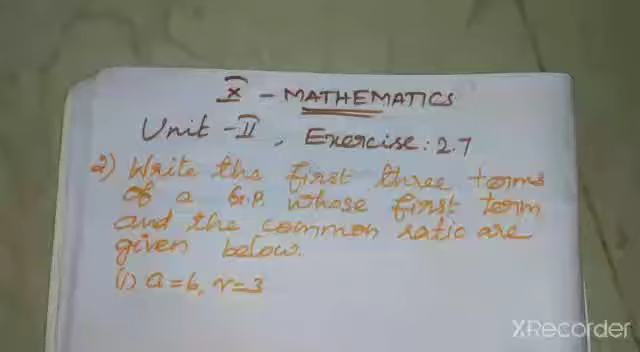 X - MATHEMATICS
Unit - II, Exercise: 2.7
2) Write the first three terms
of a G.P. whose first term
and the common ratio are
given below.
(i) a = 6, r = 3
XRecorder